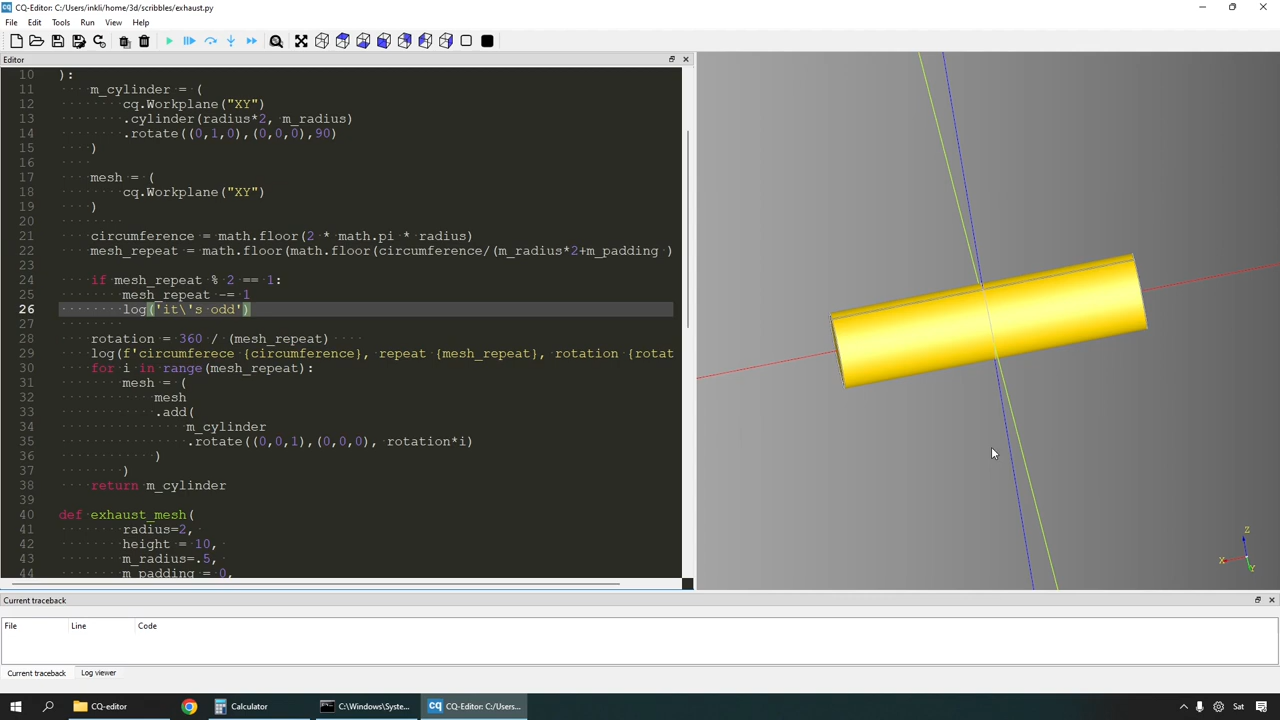 CQ-Editor: C:/Users/inkli/home/3d/scribbles/exhaust.py
File Edit Tools Run View Help
Editor
10 ):
11 m_cylinder = (
12 cq.Workplane("XY")
13 .cylinder(radius*2, m_radius)
14 .rotate((0,1,0),(0,0,0),90)
15 )
16
17 mesh = (
18 cq.Workplane("XY")
19 )
20
21 circumference = math.floor(2 * math.pi * radius)
22 mesh_repeat = math.floor(math.floor(circumference/(m_radius*2+m_padding )
23
24 if mesh_repeat % 2 == 1:
25 mesh_repeat -= 1
26 log('it\'s odd')
27
28 rotation = 360 / (mesh_repeat)
29 log(f'circumferece {circumference}, repeat {mesh_repeat}, rotation {rotat
30 for i in range(mesh_repeat):
31 mesh = (
32 mesh
33 .add(
34 m_cylinder
35 .rotate((0,0,1),(0,0,0), rotation*i)
36 )
37 )
38 return m_cylinder
39
40 def exhaust_mesh(
41 radius=2,
42 height = 10,
43 m_radius=.5,
44 m_padding = 0,
Z
X
Y
Current traceback
File Line Code
Current traceback Log viewer
CQ-editor Calculator C:\Windows\Syste... CQ-Editor: C:/Users... Sat